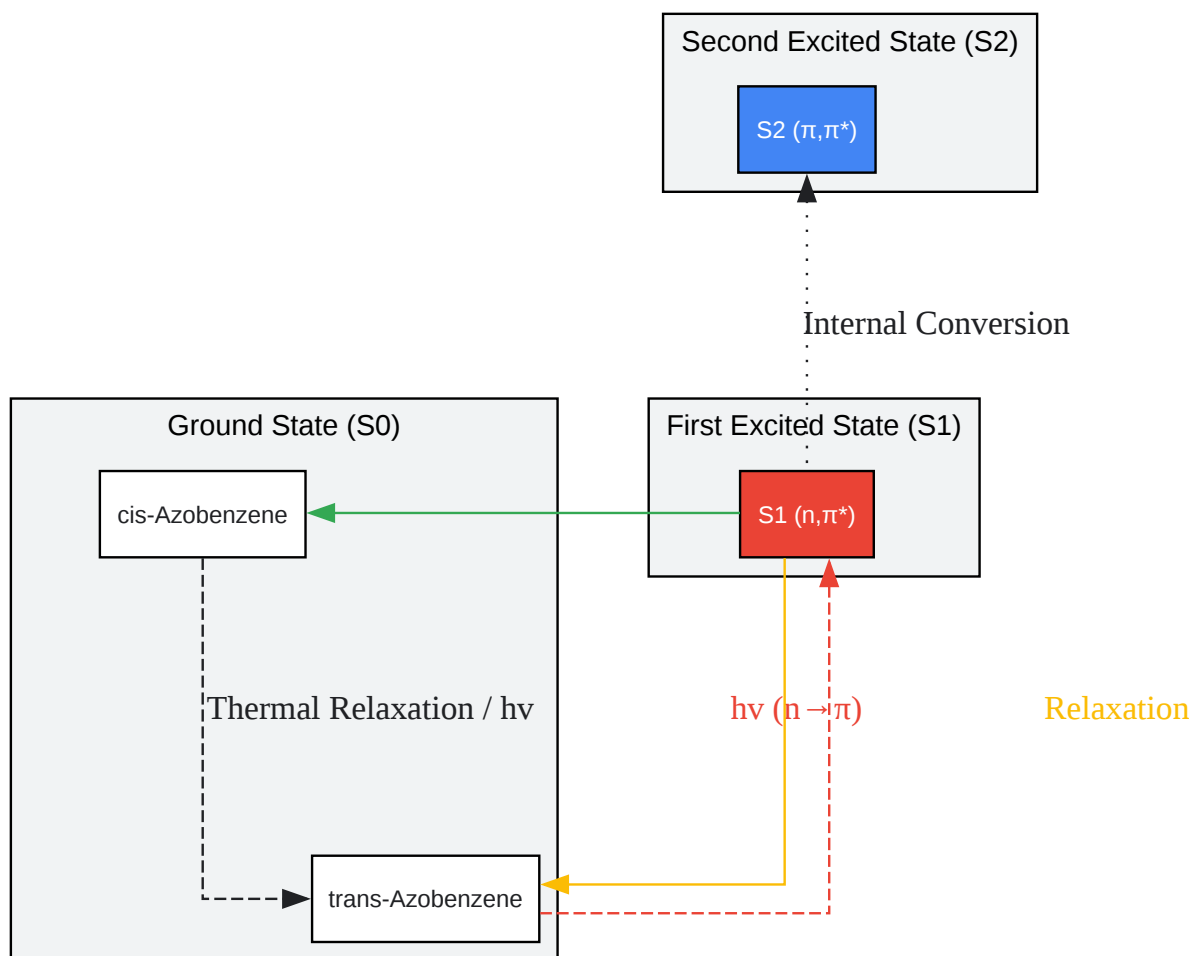 Second Excited State (S2)
S2 (π,π*)
Internal Conversion
Ground State (S0)
First Excited State (S1)
cis-Azobenzene
S1 (n,π*)
Thermal Relaxation / hv
hv (n→π)
Relaxation
trans-Azobenzene